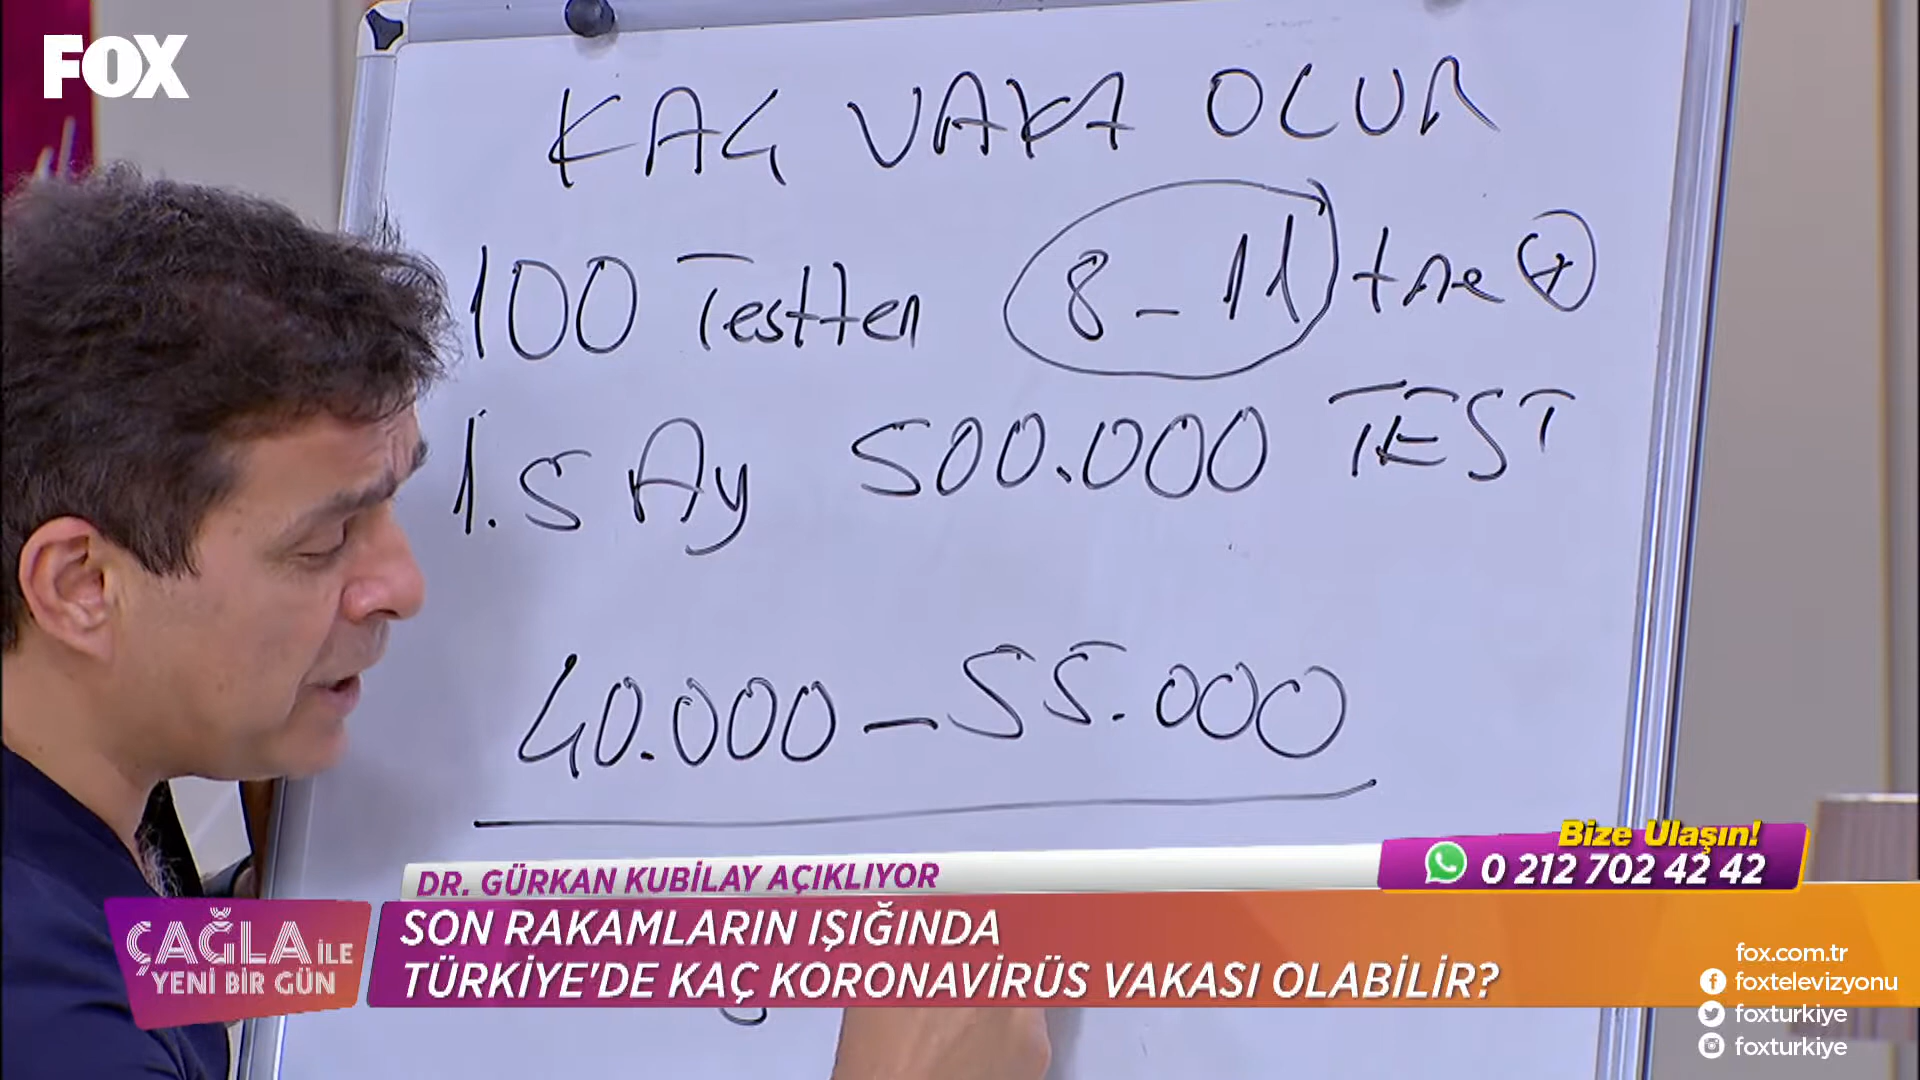 FOX
KAÇ VAKA OLUR
100 Testten 8-11 tane +
1.5 Ay 500.000 TEST
40.000 - 55.000
Bize Ulaşın!
0 212 702 42 42
DR. GÜRKAN KUBİLAY AÇIKLIYOR
ÇAĞLA İLE
YENİ BİR GÜN
SON RAKAMLARIN IŞIĞINDA
TÜRKİYE'DE KAÇ KORONAVİRÜS VAKASI OLABİLİR?
fox.com.tr
foxtelevizyonu
foxturkiye
foxturkiye